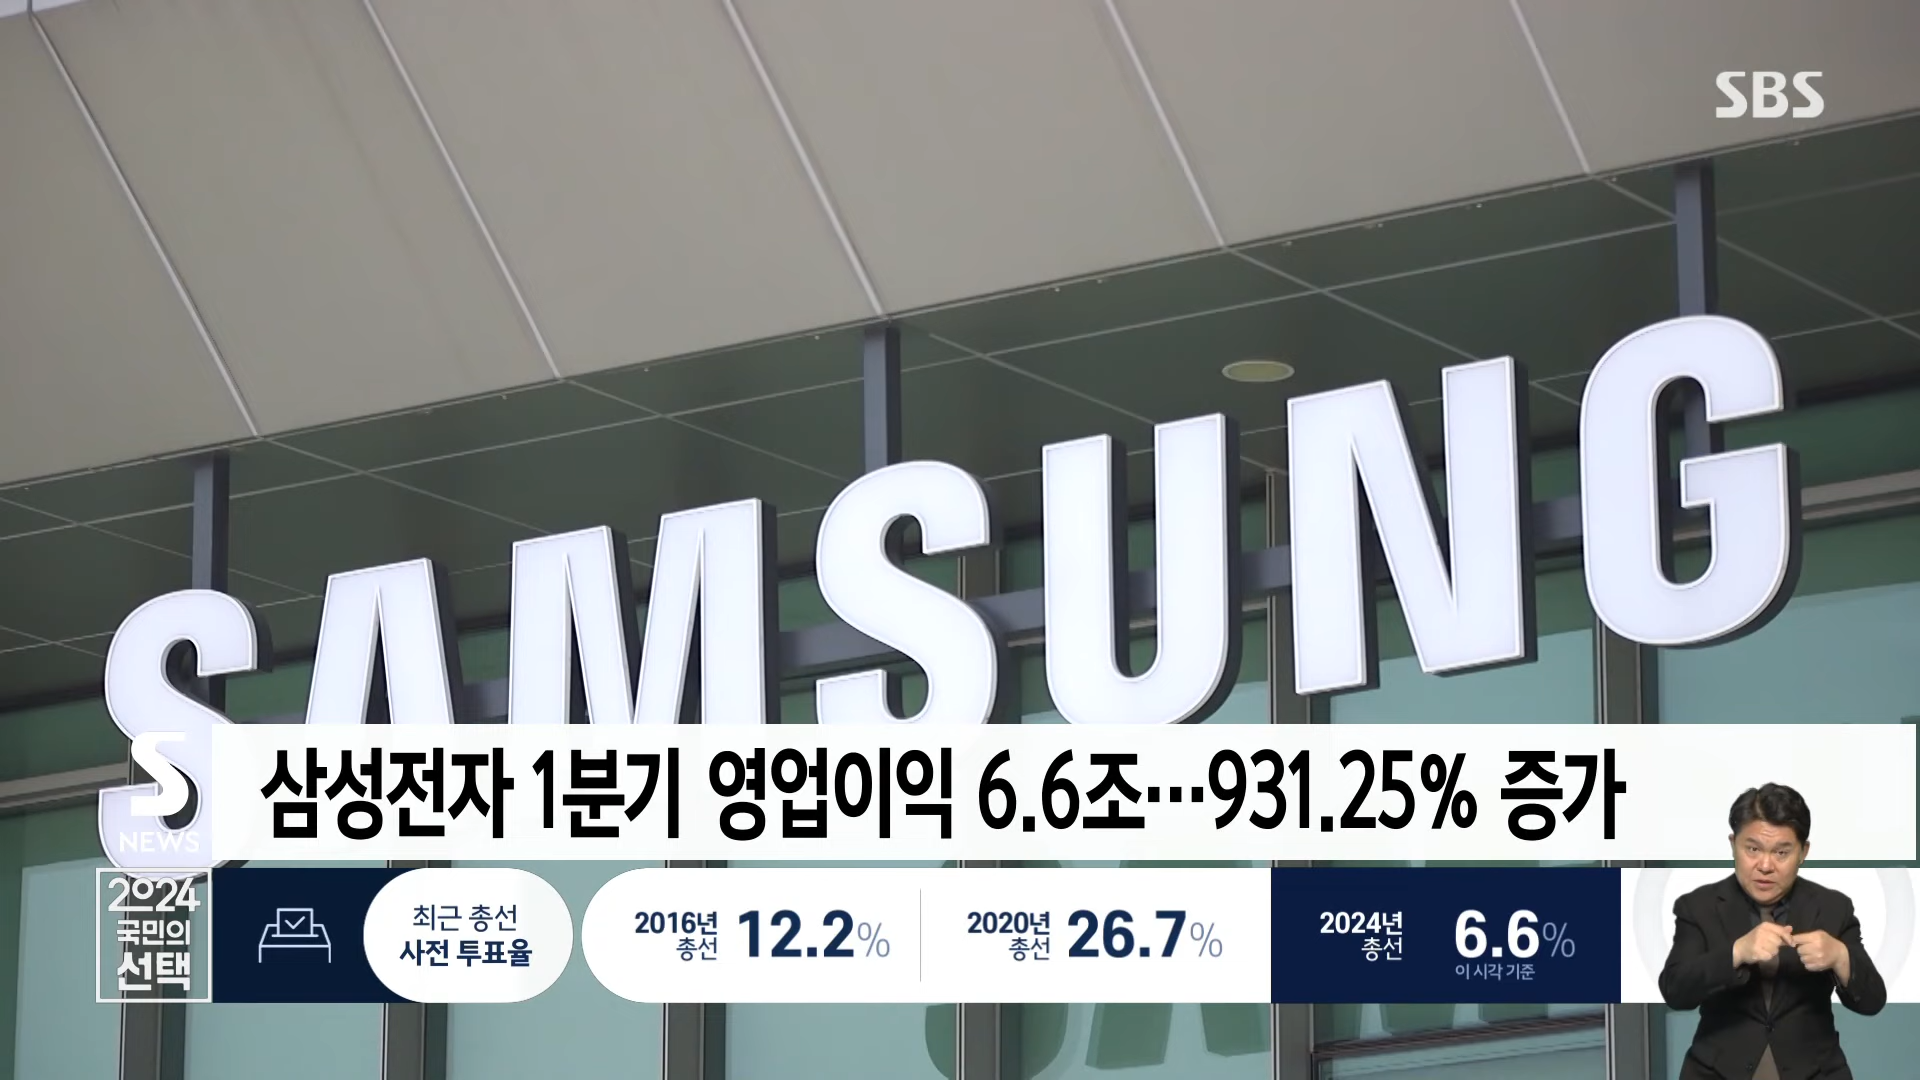 SBS
SAMSUNG
S
NEWS
삼성전자 1분기 영업이익 6.6조…931.25% 증가
2024
국민의
선택
최근 총선
사전 투표율
2016년
총선
12.2%
2020년
총선
26.7%
2024년
총선
6.6%
이 시각 기준